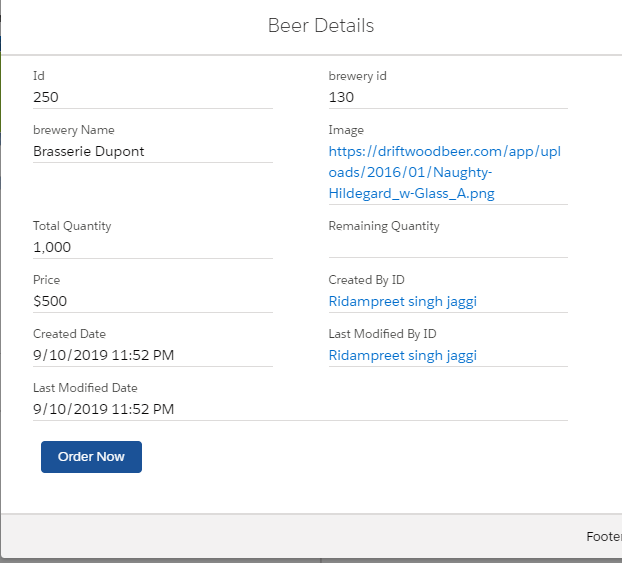 Beer Details
Id
250
brewery id
130
brewery Name
Brasserie Dupont
Image
https://driftwoodbeer.com/app/upl
oads/2016/01/Naughty-
Hildegard_w-Glass_A.png
Total Quantity
1,000
Remaining Quantity
Price
$500
Created By ID
Ridampreet singh jaggi
Created Date
9/10/2019 11:52 PM
Last Modified By ID
Ridampreet singh jaggi
Last Modified Date
9/10/2019 11:52 PM
Order Now